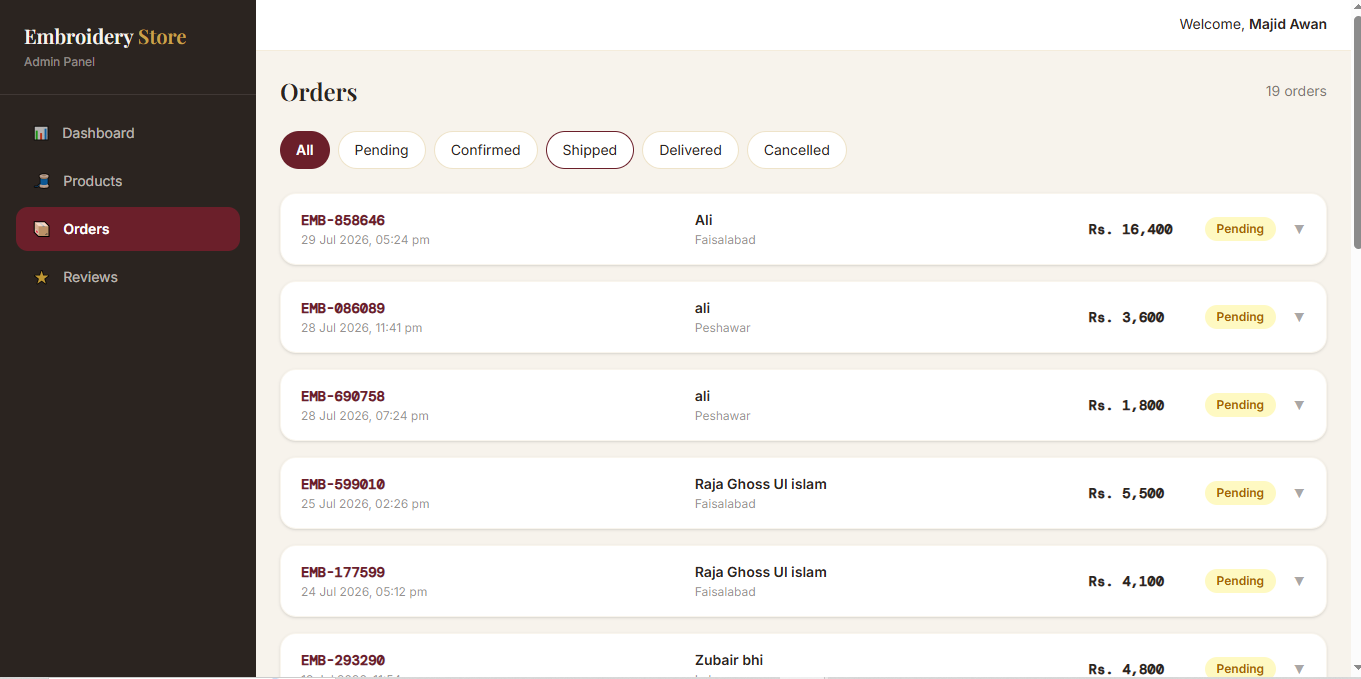 Embroidery Store
Admin Panel
Dashboard
Products
Orders
Reviews
Welcome, Majid Awan
Orders
19 orders
All Pending Confirmed Shipped Delivered Cancelled
EMB-858646 Ali Rs. 16,400 Pending
29 Jul 2026, 05:24 pm Faisalabad
EMB-086089 ali Rs. 3,600 Pending
28 Jul 2026, 11:41 pm Peshawar
EMB-690758 ali Rs. 1,800 Pending
28 Jul 2026, 07:24 pm Peshawar
EMB-599010 Raja Ghoss Ul islam Rs. 5,500 Pending
25 Jul 2026, 02:26 pm Faisalabad
EMB-177599 Raja Ghoss Ul islam Rs. 4,100 Pending
24 Jul 2026, 05:12 pm Faisalabad
EMB-293290 Zubair bhi Rs. 4,800 Pending